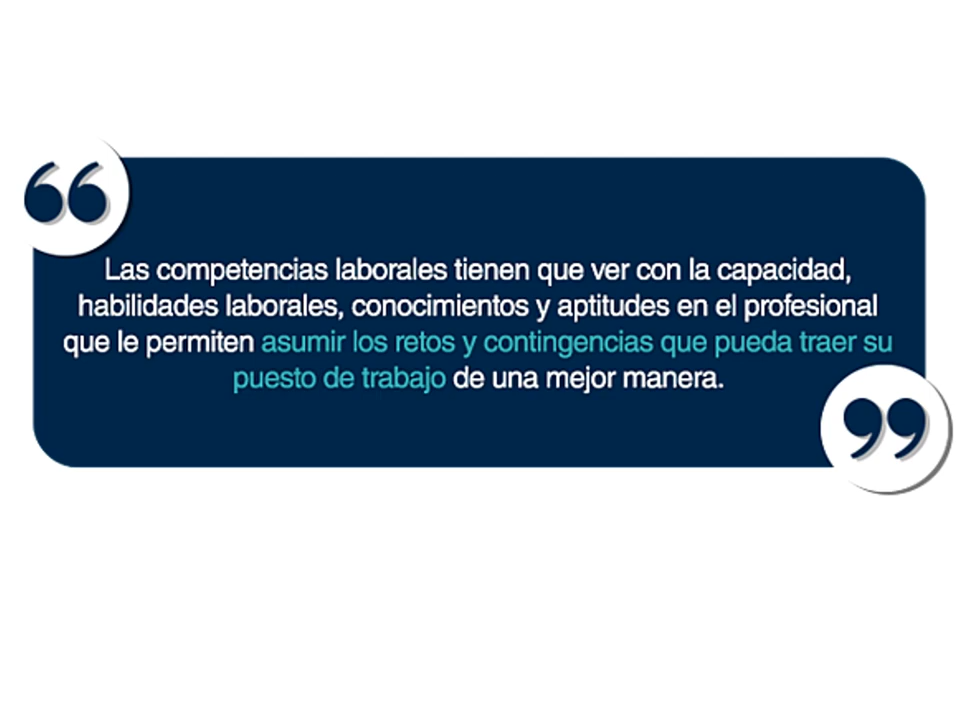 “
Las competencias laborales tienen que ver con la capacidad,
habilidades laborales, conocimientos y aptitudes en el profesional
que le permiten asumir los retos y contingencias que pueda traer su
puesto de trabajo de una mejor manera.
”